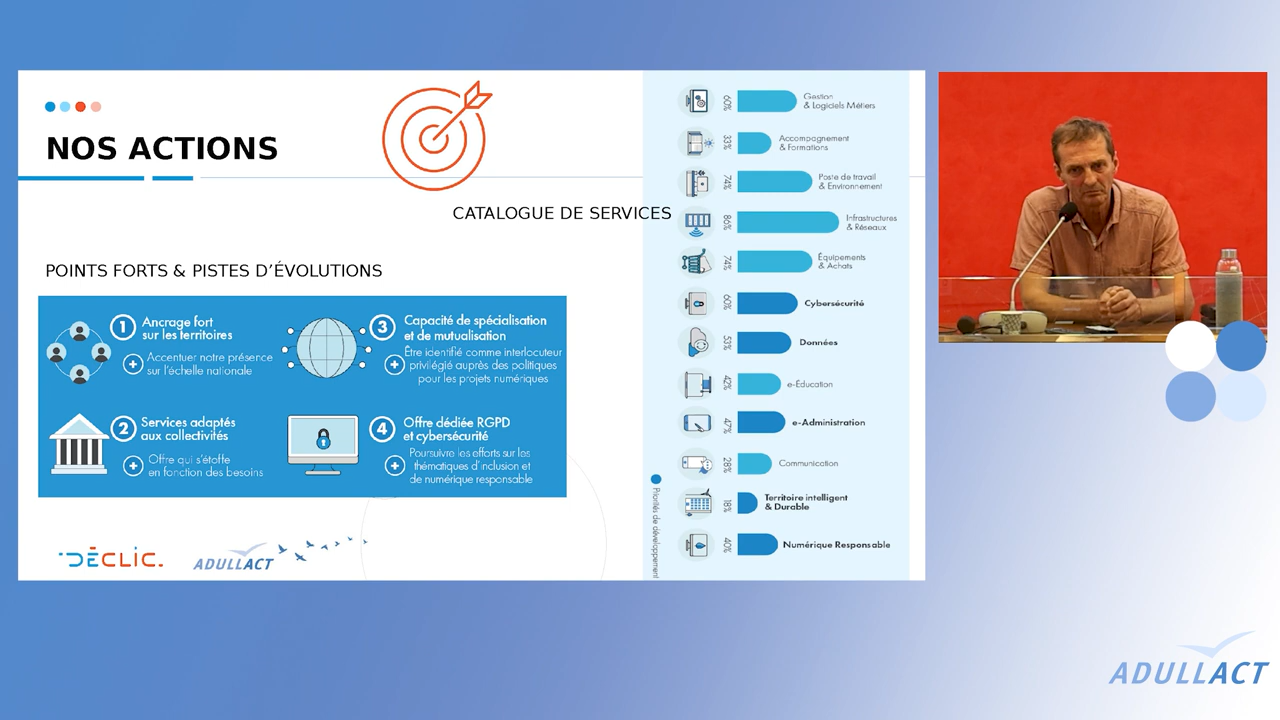 NOS ACTIONS
CATALOGUE DE SERVICES
POINTS FORTS & PISTES D’ÉVOLUTIONS
1 Ancrage fort
sur les territoires
+ Accentuer notre présence
sur l'échelle nationale
2 Services adaptés
aux collectivités
+ Offre qui s'étoffe
en fonction des besoins
3 Capacité de spécialisation
et de mutualisation
+ Être identifié comme interlocuteur
privilégié auprès des politiques
pour les projets numériques
4 Offre dédiée RGPD
et cybersécurité
+ Poursuivre les efforts sur les
thématiques d'inclusion et
de numérique responsable
60% Gestion
& Logiciels Métiers
33% Accompagnement
& Formations
74% Poste de travail
& Environnement
86% Infrastructures
& Réseaux
74% Équipements
& Achats
60% Cybersécurité
53% Données
42% e-Éducation
47% e-Administration
28% Communication
18% Territoire intelligent
& Durable
40% Numérique Responsable
Priorités de développement
DĒCLIC.
ADULLACT
ADULLACT